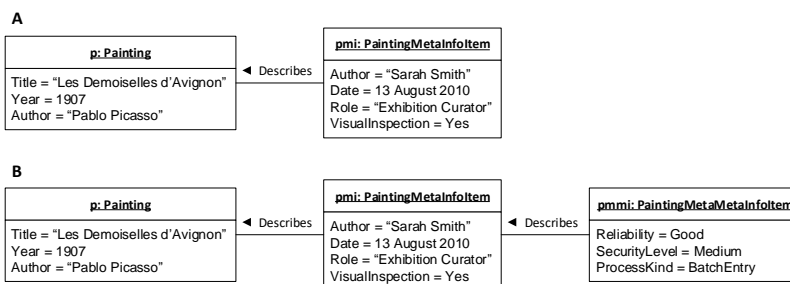 A
p: Painting
Title = “Les Demoiselles d’Avignon”
Year = 1907
Author = “Pablo Picasso”
◄ Describes
pmi: PaintingMetaInfoItem
Author = “Sarah Smith”
Date = 13 August 2010
Role = “Exhibition Curator”
VisualInspection = Yes
B
p: Painting
Title = “Les Demoiselles d’Avignon”
Year = 1907
Author = “Pablo Picasso”
◄ Describes
pmi: PaintingMetaInfoItem
Author = “Sarah Smith”
Date = 13 August 2010
Role = “Exhibition Curator”
VisualInspection = Yes
◄ Describes
pmmi: PaintingMetaMetaInfoItem
Reliability = Good
SecurityLevel = Medium
ProcessKind = BatchEntry